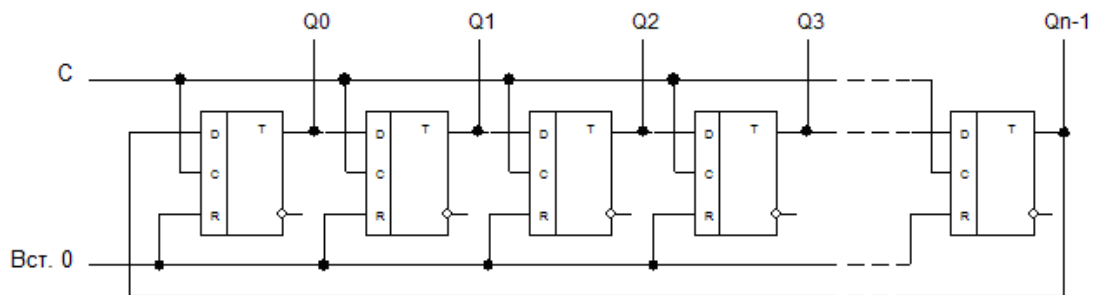 Q0 Q1 Q2 Q3 Qn-1
C
D T D T D T D T D T
C C C C C
R R R R R
Вст. 0